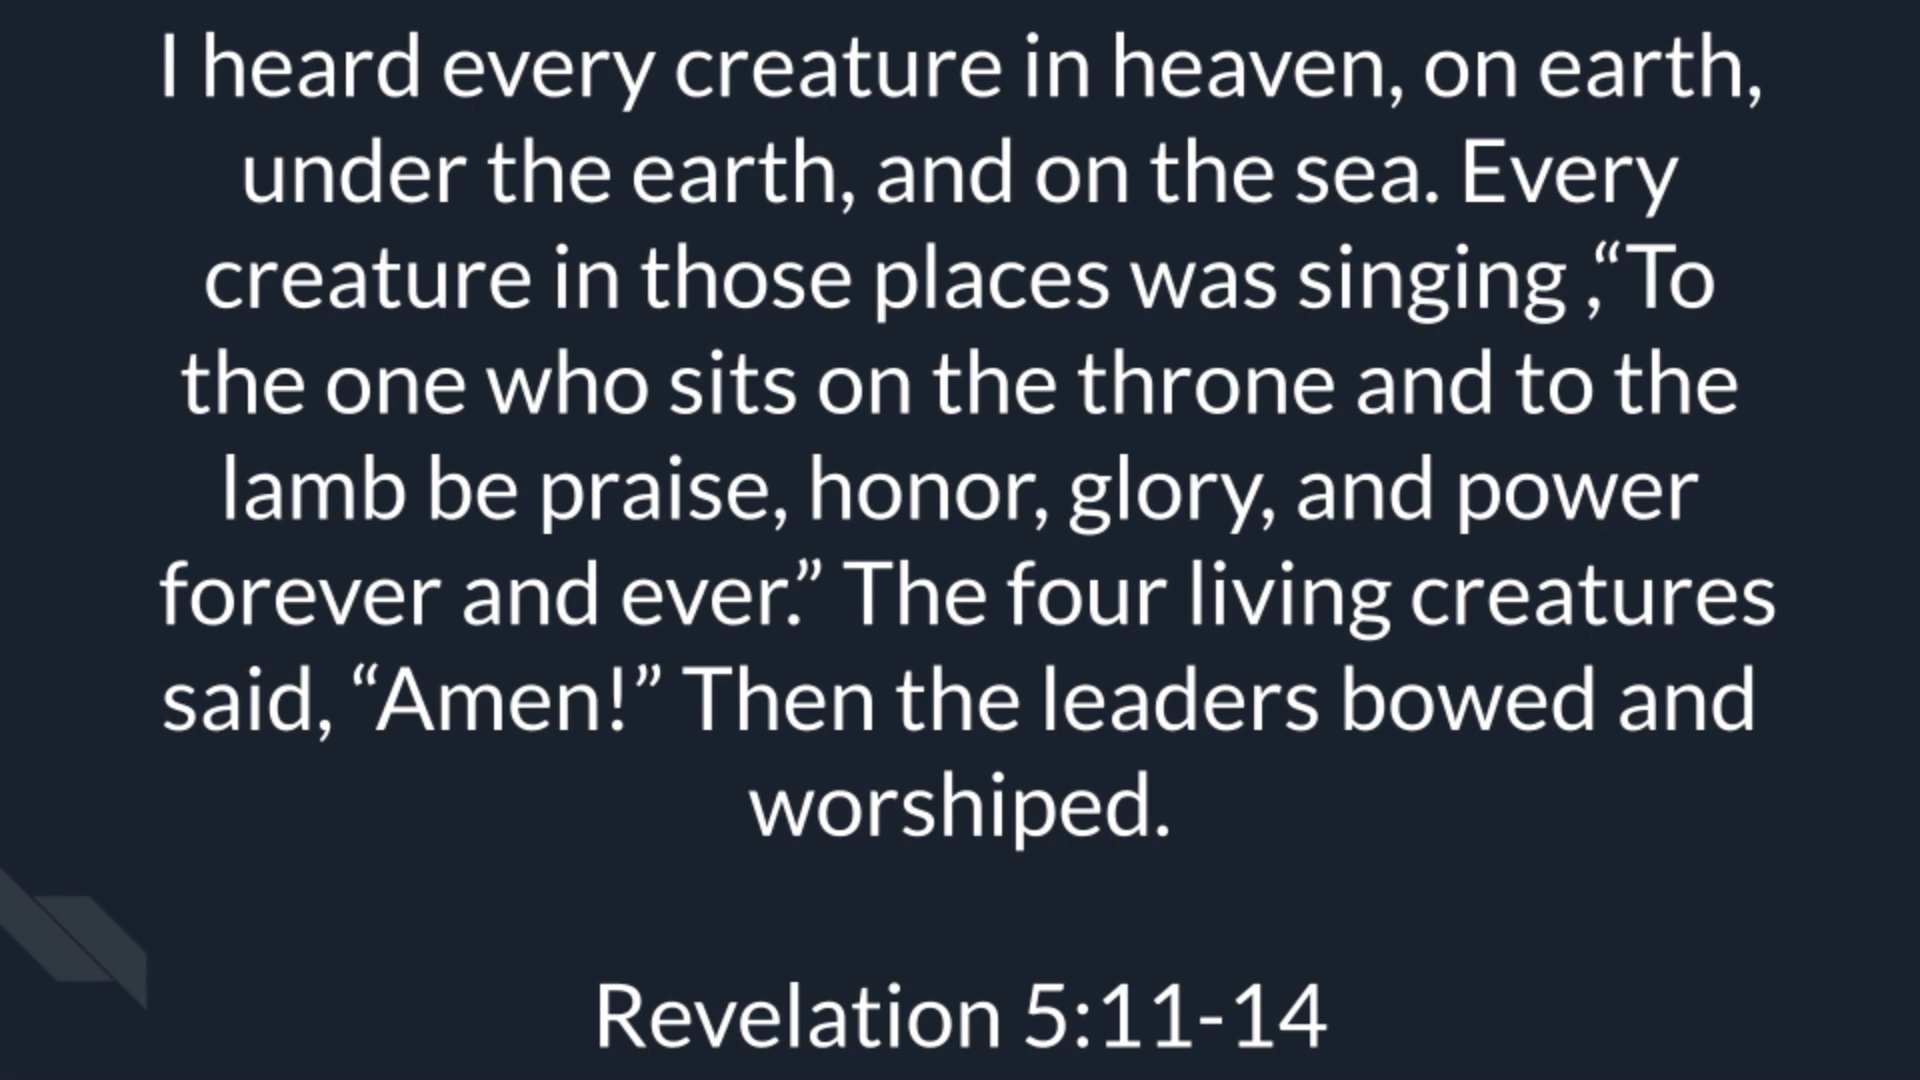 I heard every creature in heaven, on earth,
under the earth, and on the sea. Every
creature in those places was singing ,“To
the one who sits on the throne and to the
lamb be praise, honor, glory, and power
forever and ever.” The four living creatures
said, “Amen!” Then the leaders bowed and
worshiped.
Revelation 5:11-14